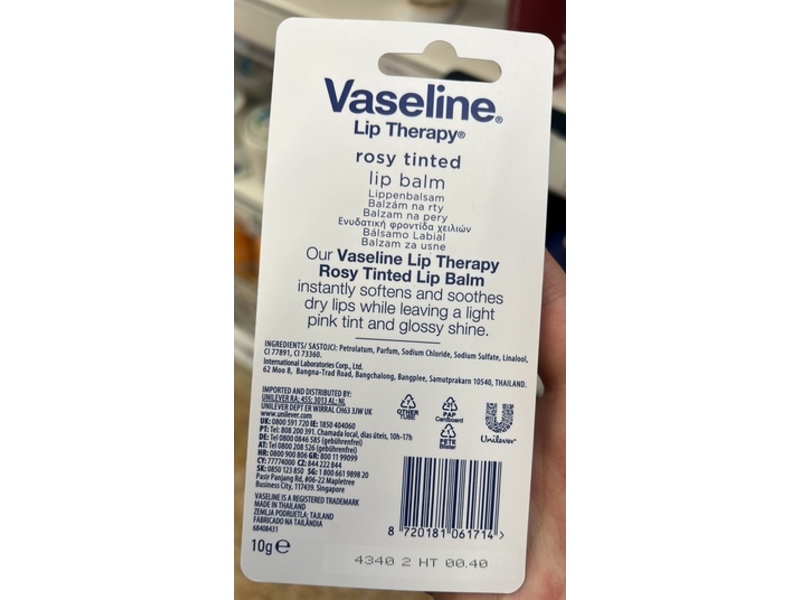 Vaseline®
Lip Therapy®
rosy tinted
lip balm
Lippenbalsam
Balzám na rty
Balzam na pery
Ενυδατική φροντίδα χειλιών
Bálsamo Labial
Balzam za usne
Our Vaseline Lip Therapy
Rosy Tinted Lip Balm
instantly softens and soothes
dry lips while leaving a light
pink tint and glossy shine.
INGREDIENTS/ SASTOJCI: Petrolatum, Parfum, Sodium Chloride, Sodium Sulfate, Linalool,
CI 77891, CI 73360.
International Laboratories Corp., Ltd.
62 Moo 8, Bangna-Trad Road, Bangchalong, Bangplee, Samutprakarn 10540, THAILAND.
IMPORTED AND DISTRIBUTED BY:
UNILEVER RA; 455; 3013 AL; NL
UNILEVER DEPT ER WIRRAL CH63 3JW UK
www.unilever.com
UK: 0800 591 720 IE: 1850 404060
PT: Tel: 808 200 391. Chamada local, dias úteis, 10h-17h
DE: Tel 0800 0846 585 (gebührenfrei)
AT: Tel 0800 208 526 (gebührenfrei)
HR: 0800 900 806 GR: 800 11 99099
CY: 77774000 CZ: 844 222 844
SK: 0850 123 850 SG: 1 800 661 9898 20
Pasir Panjang Rd, #06-22 Mapletree
Business City, 117439. Singapore
VASELINE IS A REGISTERED TRADEMARK
MADE IN THAILAND
ZEMLJA PODRIJETLA: TAJLAND
FABRICADO NA TAILÂNDIA
68408431
10g e
7
OTHER
TUBE
21
PAP
Cardboard
1
PETE
Unilever
8 720181 061714 >
4340 2 HT 00.40